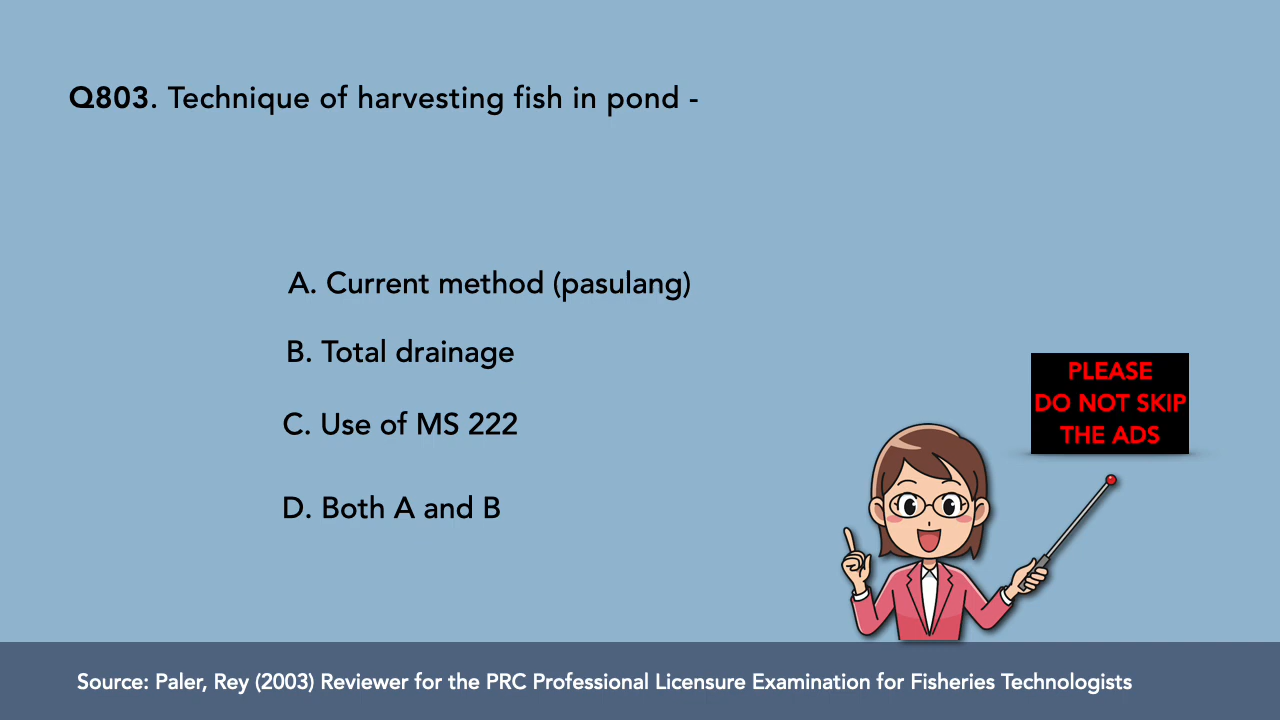 Q803. Technique of harvesting fish in pond -
A. Current method (pasulang)
B. Total drainage
C. Use of MS 222
D. Both A and B
PLEASE
DO NOT SKIP
THE ADS
Source: Paler, Rey (2003) Reviewer for the PRC Professional Licensure Examination for Fisheries Technologists